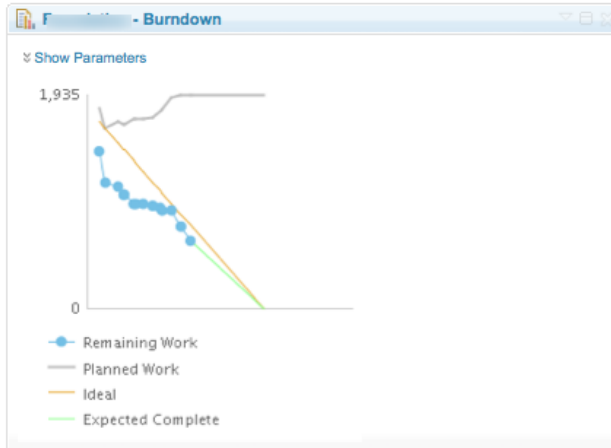 - Burndown
Show Parameters
1,935
0
Remaining Work
Planned Work
Ideal
Expected Complete